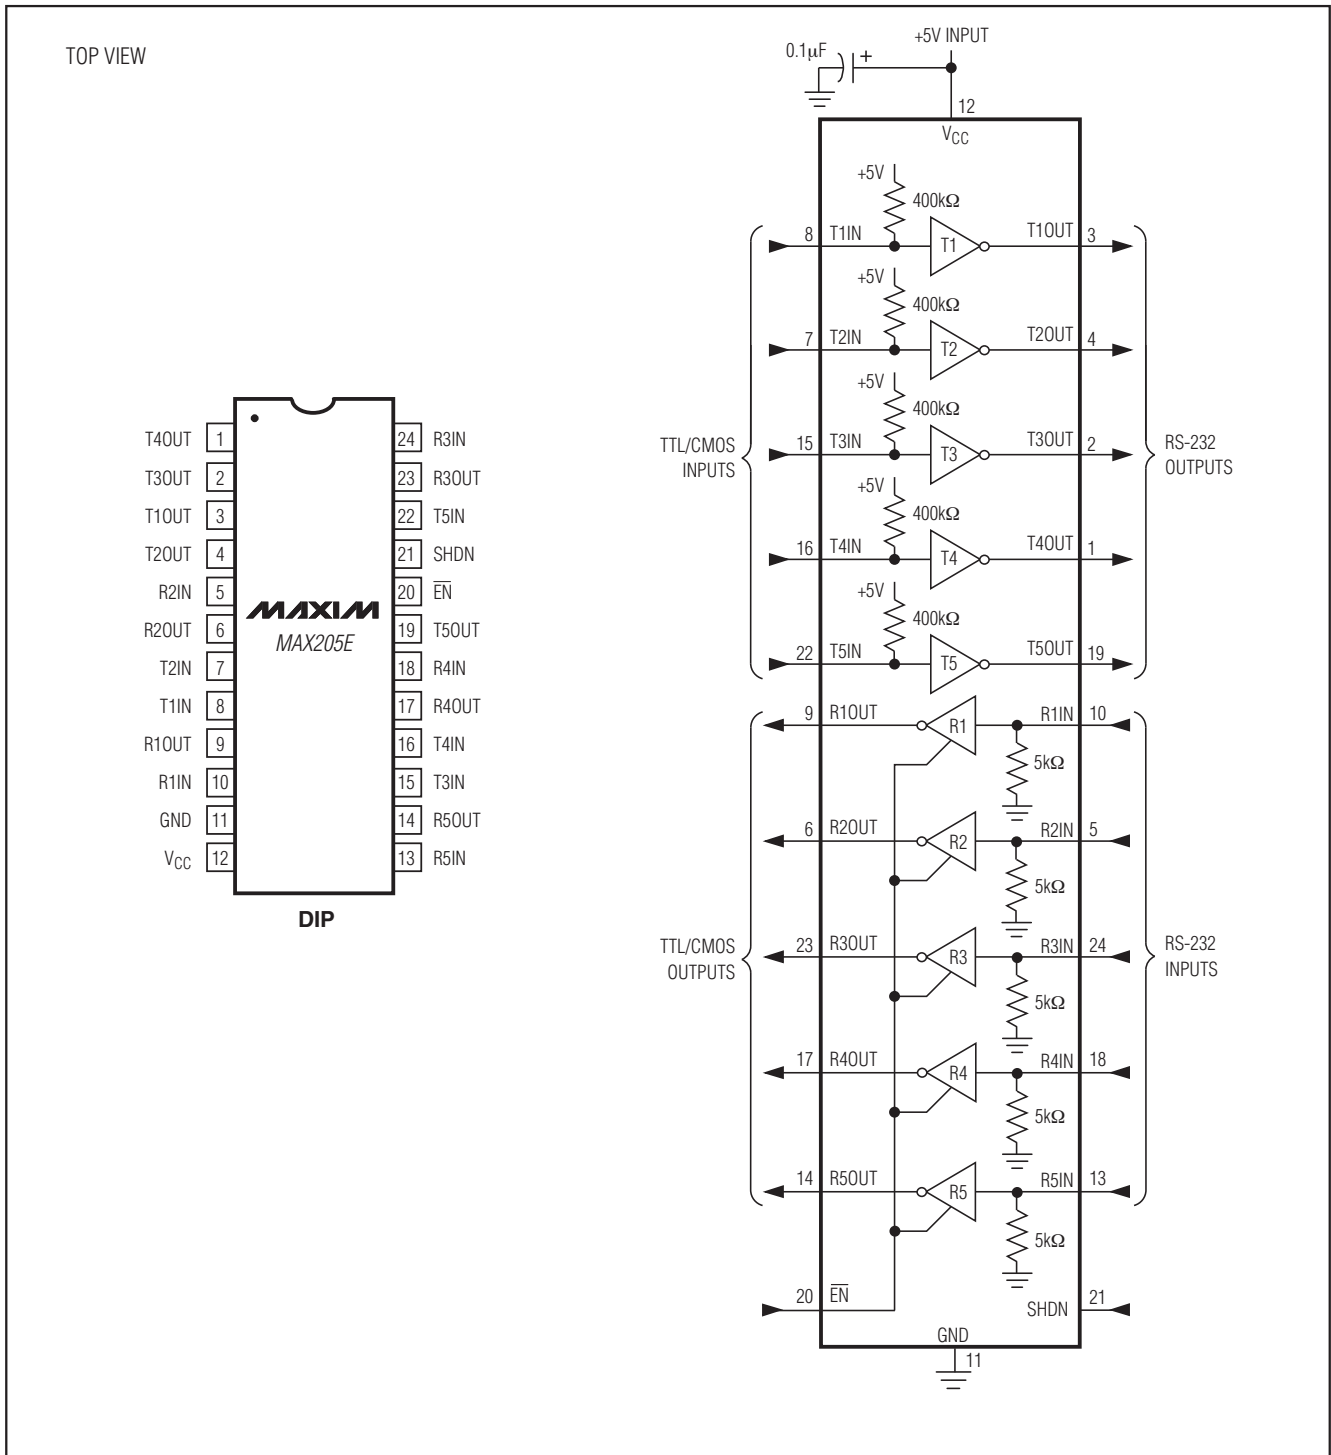 TOP VIEW
T4OUT 1
T3OUT 2
T1OUT 3
T2OUT 4
R2IN 5
R2OUT 6
T2IN 7
T1IN 8
R1OUT 9
R1IN 10
GND 11
VCC 12
24 R3IN
23 R3OUT
22 T5IN
21 SHDN
20 E̅N̅
19 T5OUT
18 R4IN
17 R4OUT
16 T4IN
15 T3IN
14 R5OUT
13 R5IN
MAXIM
MAX205E
DIP
+5V INPUT
0.1μF +
12
VCC
+5V
400kΩ
8 T1IN T1 T1OUT 3
+5V
400kΩ
7 T2IN T2 T2OUT 4
+5V
400kΩ
15 T3IN T3 T3OUT 2
+5V
400kΩ
16 T4IN T4 T4OUT 1
+5V
400kΩ
22 T5IN T5 T5OUT 19
TTL/CMOS
INPUTS
RS-232
OUTPUTS
9 R1OUT R1 R1IN 10
5kΩ
6 R2OUT R2 R2IN 5
5kΩ
23 R3OUT R3 R3IN 24
5kΩ
17 R4OUT R4 R4IN 18
5kΩ
14 R5OUT R5 R5IN 13
5kΩ
TTL/CMOS
OUTPUTS
RS-232
INPUTS
20 E̅N̅
SHDN 21
GND
11